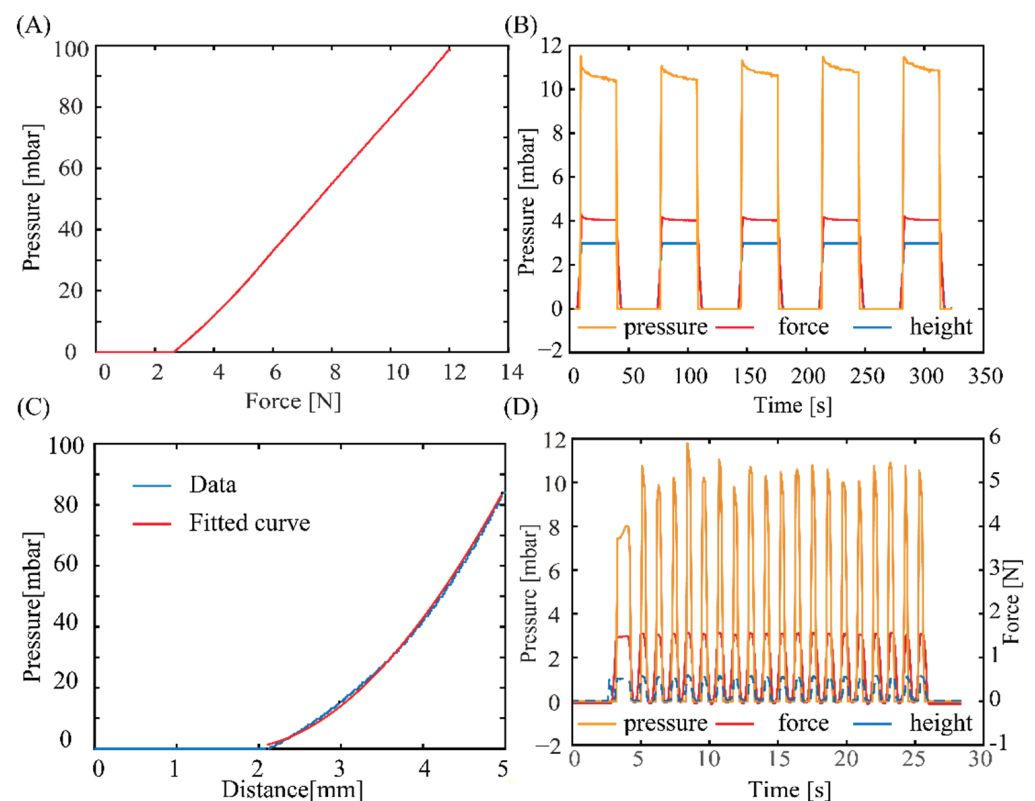 (A)
100
80
60
40
20
0
Pressure [mbar]
0 2 4 6 8 10 12 14
Force [N]
(B)
12
10
8
6
4
2
0
−2
Pressure [mbar]
pressure force height
0 50 100 150 200 250 300 350
Time [s]
(C)
100
80
60
40
20
0
Pressure[mbar]
Data
Fitted curve
0 1 2 3 4 5
Distance[mm]
(D)
12
10
8
6
4
2
0
−2
Pressure [mbar]
6
5
4
3
2
1
0
-1
Force [N]
pressure force height
0 5 10 15 20 25 30
Time [s]